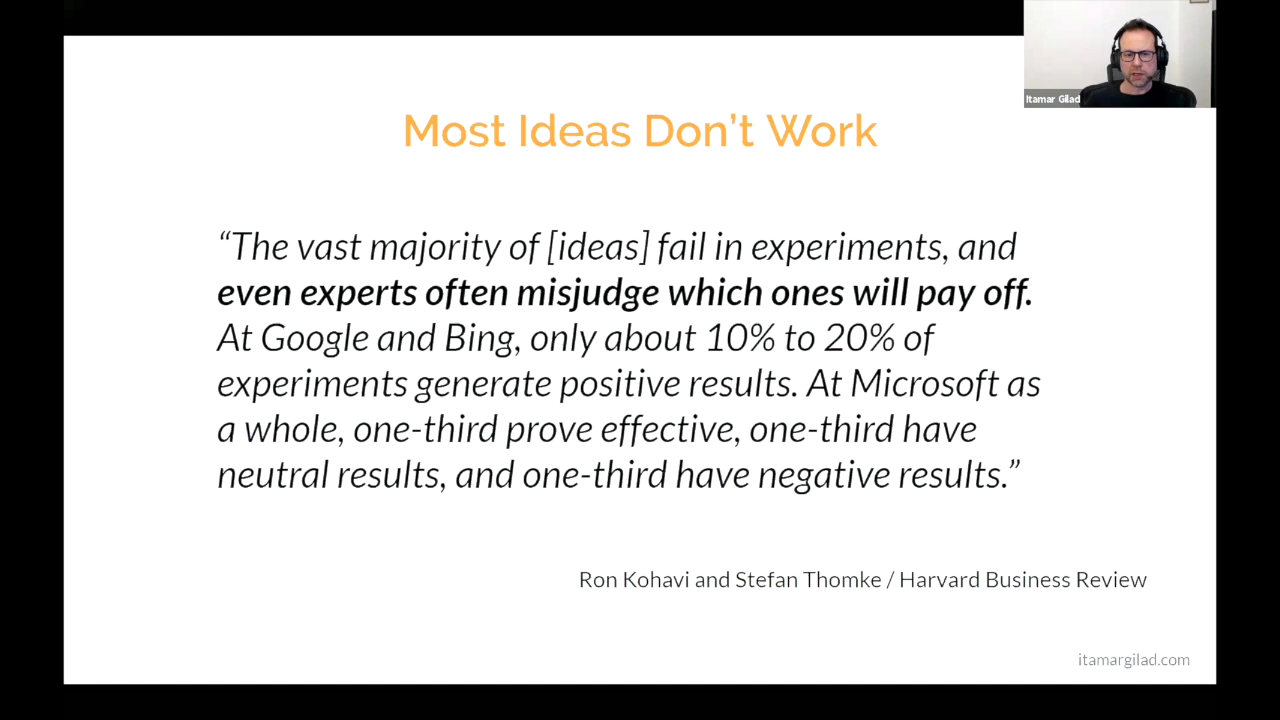 Itamar Gilad
Most Ideas Don’t Work
“The vast majority of [ideas] fail in experiments, and
even experts often misjudge which ones will pay off.
At Google and Bing, only about 10% to 20% of
experiments generate positive results. At Microsoft as
a whole, one-third prove effective, one-third have
neutral results, and one-third have negative results.”
Ron Kohavi and Stefan Thomke / Harvard Business Review
itamargilad.com